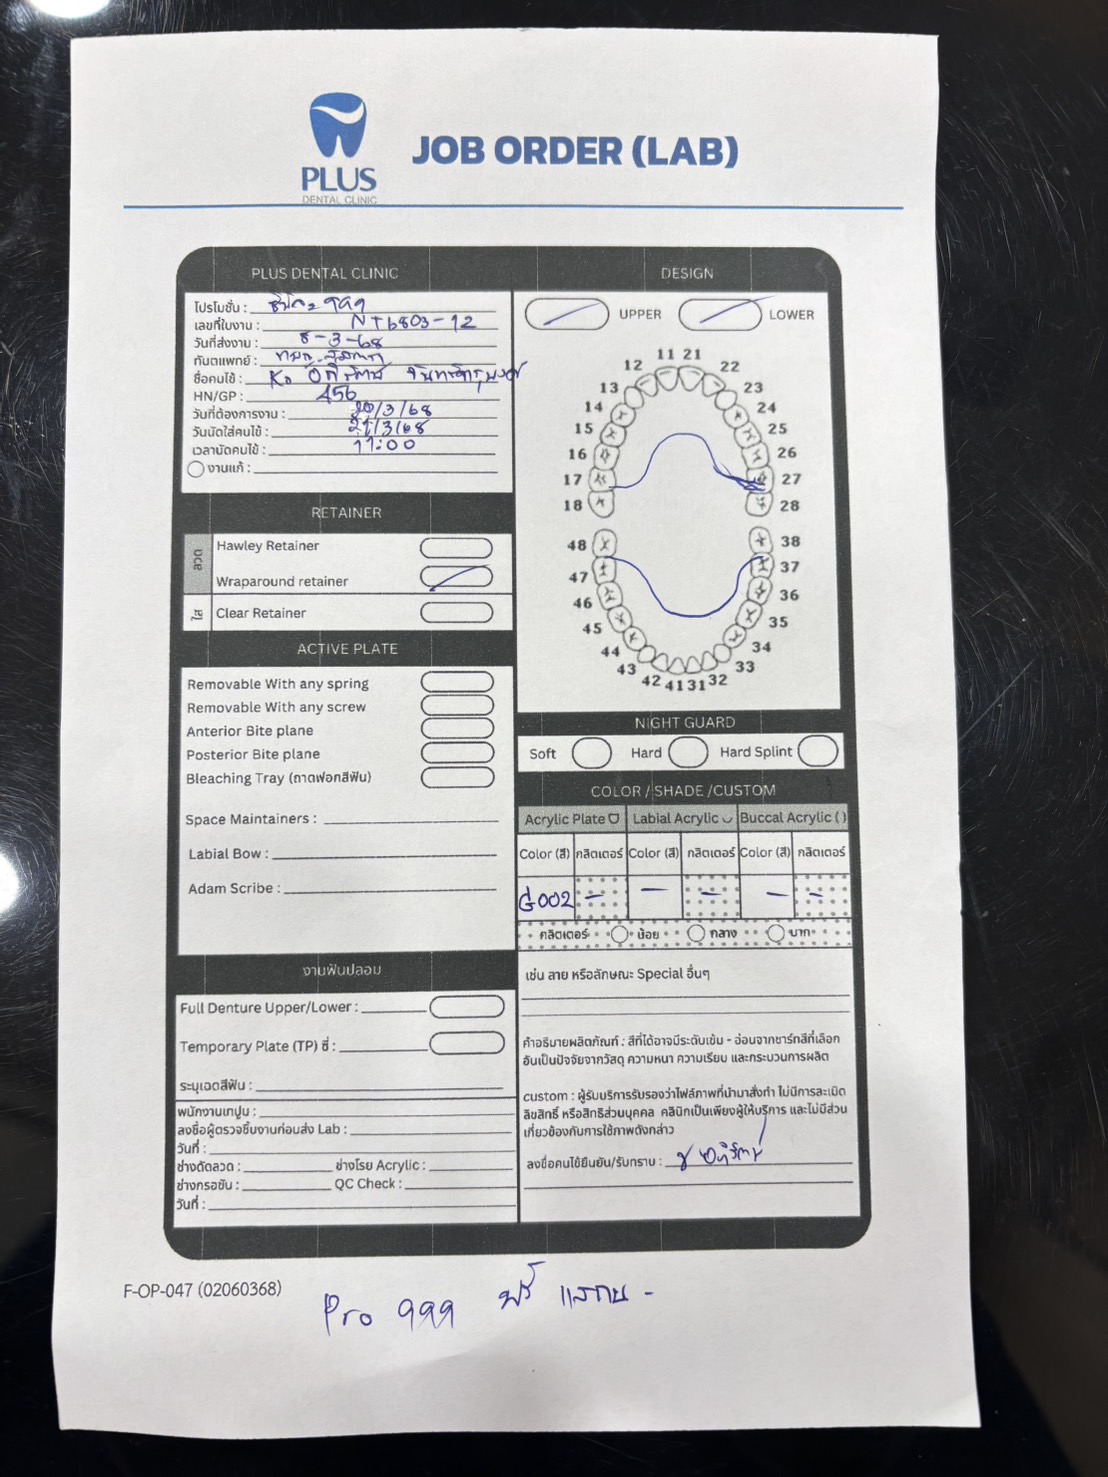 PLUS
DENTAL CLINIC
JOB ORDER (LAB)
PLUS DENTAL CLINIC
โปรโมชั่น : ๑๑๑
เลขที่ใบงาน : NT6803-12
วันที่ส่งงาน : 8-3-68
ทันตแพทย์ :
ชื่อคนไข้ :
HN/GP : 456
วันที่ต้องการงาน : 20/3/68
วันนัดใส่คนไข้ : 21/3/68
เวลานัดคนไข้ : 11:00
งานแก้ :
RETAINER
ลวด
Hawley Retainer
Wraparound retainer
ใส
Clear Retainer
ACTIVE PLATE
Removable With any spring
Removable With any screw
Anterior Bite plane
Posterior Bite plane
Bleaching Tray (ถาดฟอกสีฟัน)
Space Maintainers :
Labial Bow :
Adam Scribe :
งานฟันปลอม
Full Denture Upper/Lower :
Temporary Plate (TP) ซี่ :
ระบุเฉดสีฟัน :
พนักงานเทปูน :
ลงชื่อผู้ตรวจชิ้นงานก่อนส่ง Lab :
วันที่ :
ช่างดัดลวด : ช่างโรย Acrylic :
ช่างกรอขัน : QC Check :
วันที่ :
DESIGN
UPPER LOWER
11 21
12 22
13 23
14 24
15 25
16 26
17 27
18 28
48 38
47 37
46 36
45 35
44 34
43 33
42 41 31 32
NIGHT GUARD
Soft Hard Hard Splint
COLOR / SHADE /CUSTOM
Acrylic Plate Labial Acrylic Buccal Acrylic ( )
Color (สี) กลิตเตอร์ Color (สี) กลิตเตอร์ Color (สี) กลิตเตอร์
G002 – – – – –
กลิตเตอร์ น้อย กลาง มาก
เช่น ลาย หรือลักษณะ Special อื่นๆ
คำอธิบายผลิตภัณฑ์ : สีที่ได้อาจมีระดับเข้ม - อ่อนจากชาร์ทสีที่เลือก
อันเป็นปัจจัยจากวัสดุ ความหนา ความเรียบ และกระบวนการผลิต
custom : ผู้รับบริการรับรองว่าไฟล์ภาพที่นำมาสั่งทำ ไม่มีการละเมิด
ลิขสิทธิ์ หรือสิทธิส่วนบุคคล คลินิกเป็นเพียงผู้ให้บริการ และไม่มีส่วน
เกี่ยวข้องกับการใช้ภาพดังกล่าว
ลงชื่อคนไข้ยืนยัน/รับทราบ :
F-OP-047 (02060368)
Pro ๑๑๑ ฟรี สแกน -